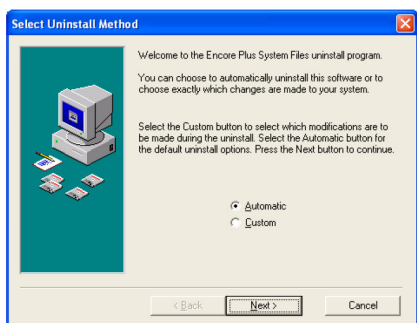 Select Uninstall Method
Welcome to the Encore Plus System Files uninstall program.
You can choose to automatically uninstall this software or to
choose exactly which changes are made to your system.
Select the Custom button to select which modifications are to
be made during the uninstall. Select the Automatic button for
the default uninstall options. Press the Next button to continue.
Automatic
Custom
< Back
Next >
Cancel